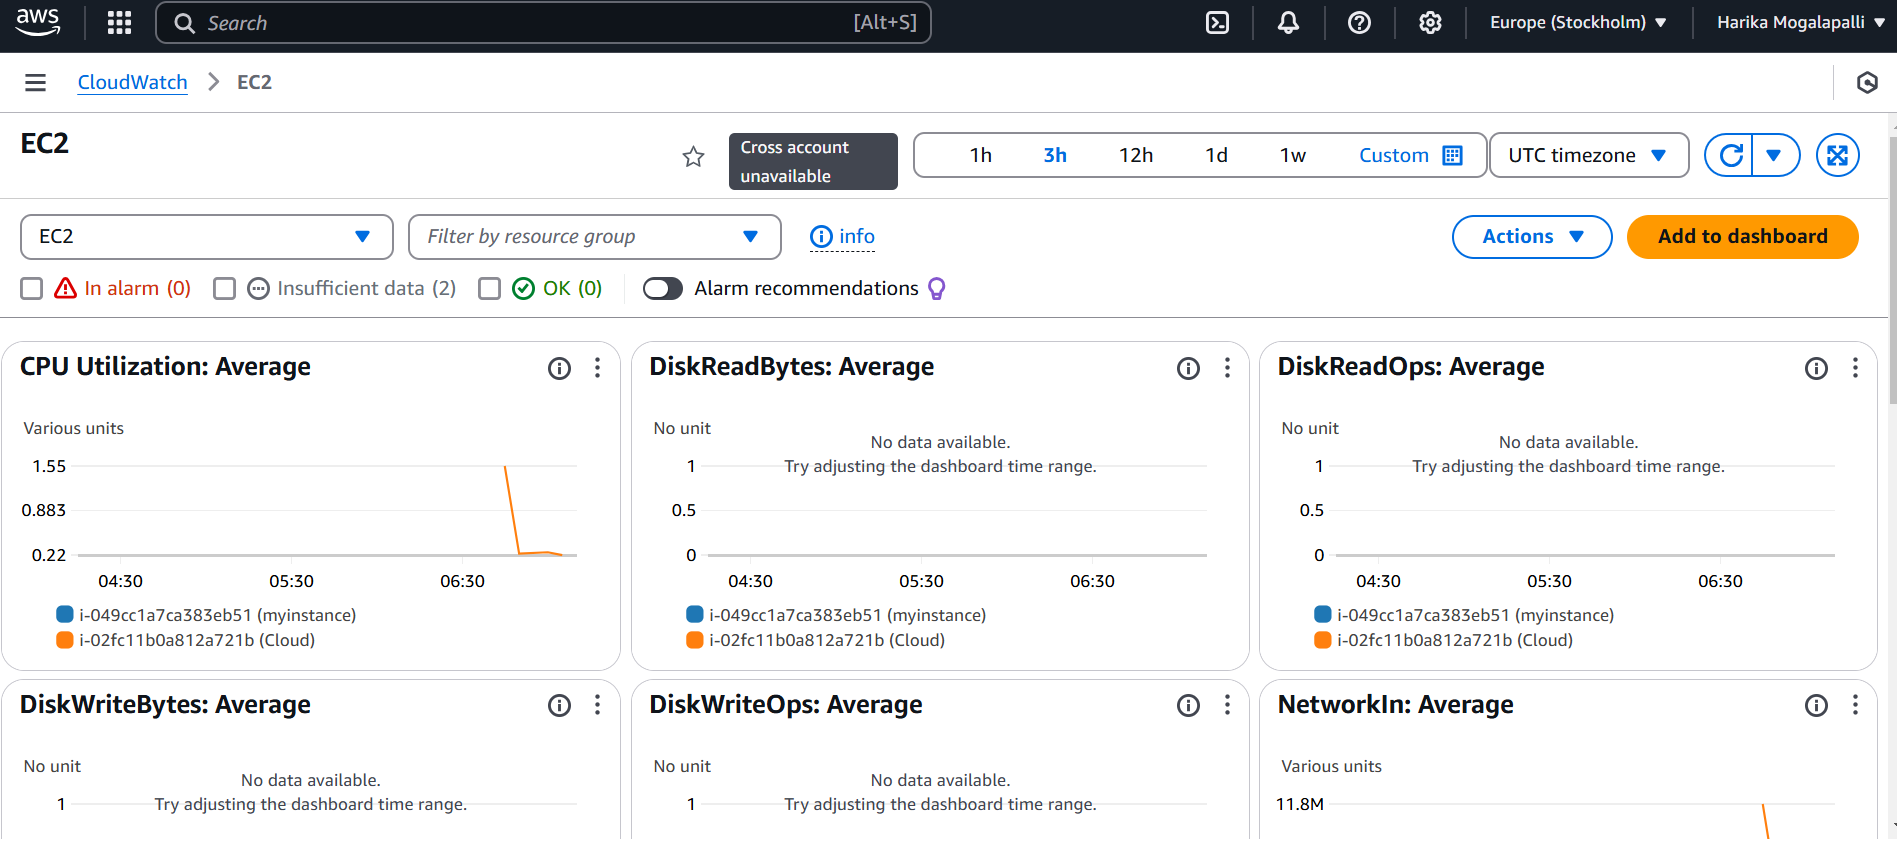 aws
Search [Alt+S]
Europe (Stockholm)
Harika Mogalapalli
CloudWatch > EC2
EC2
Cross account
unavailable
1h 3h 12h 1d 1w Custom
UTC timezone
EC2
Filter by resource group
info
Actions
Add to dashboard
In alarm (0)
Insufficient data (2)
OK (0)
Alarm recommendations
CPU Utilization: Average
Various units
1.55
0.883
0.22
04:30 05:30 06:30
i-049cc1a7ca383eb51 (myinstance)
i-02fc11b0a812a721b (Cloud)
DiskReadBytes: Average
No unit
No data available.
Try adjusting the dashboard time range.
1
0.5
0
04:30 05:30 06:30
i-049cc1a7ca383eb51 (myinstance)
i-02fc11b0a812a721b (Cloud)
DiskReadOps: Average
No unit
No data available.
Try adjusting the dashboard time range.
1
0.5
0
04:30 05:30 06:30
i-049cc1a7ca383eb51 (myinstance)
i-02fc11b0a812a721b (Cloud)
DiskWriteBytes: Average
No unit
No data available.
Try adjusting the dashboard time range.
1
DiskWriteOps: Average
No unit
No data available.
Try adjusting the dashboard time range.
1
NetworkIn: Average
Various units
11.8M